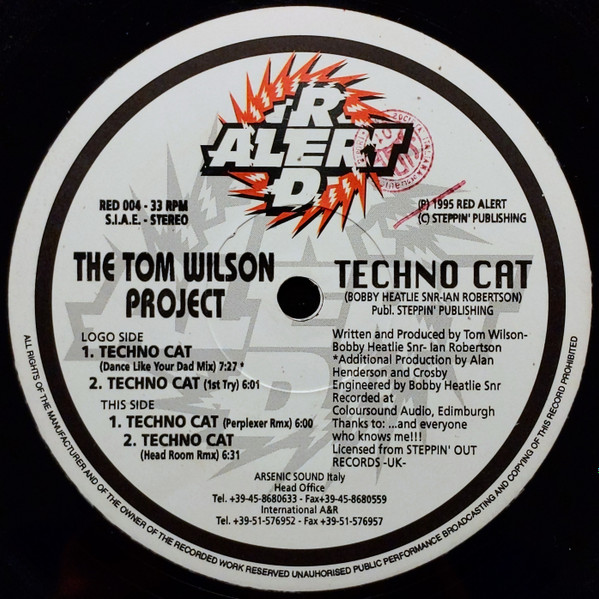 RED
ALERT
RED 004 - 33 RPM
S.I.A.E. - STEREO
(P) 1995 RED ALERT
(C) STEPPIN' PUBLISHING
THE TOM WILSON
PROJECT
TECHNO CAT
(BOBBY HEATLIE SNR-IAN ROBERTSON)
Publ. STEPPIN' PUBLISHING
LOGO SIDE
1. TECHNO CAT
(Dance Like Your Dad Mix) 7:27 *
2. TECHNO CAT (1st Try) 6:01
THIS SIDE
1. TECHNO CAT (Perplexer Rmx) 6:00
2. TECHNO CAT
(Head Room Rmx) 6:31
Written and Produced by Tom Wilson-
Bobby Heatlie Snr- Ian Robertson
*Additional Production by Alan
Henderson and Crosby
Engineered by Bobby Heatlie Snr
Recorded at
Coloursound Audio, Edimburgh
Thanks to: ...and everyone
who knows me!!!
Licensed from STEPPIN' OUT
RECORDS -UK-
ARSENIC SOUND Italy
Head Office
Tel. +39-45-8680633 - Fax+39-45-8680559
International A&R
Tel. +39-51-576952 - Fax +39-51-576957
ALL RIGHTS OF THE MANUFACTURER AND OF THE OWNER OF THE RECORDED WORK RESERVED UNAUHORISED PUBLIC PERFORMANCE BROADCASTING AND COPYING OF THIS RECORD PROHIBITED